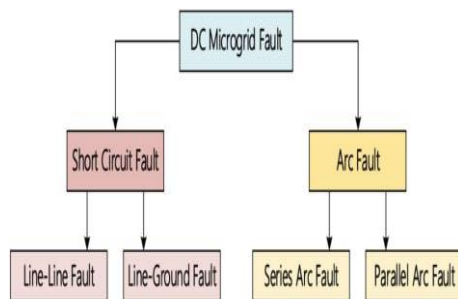 DC Microgrid Fault
Short Circuit Fault
Arc Fault
Line-Line Fault
Line-Ground Fault
Series Arc Fault
Parallel Arc Fault